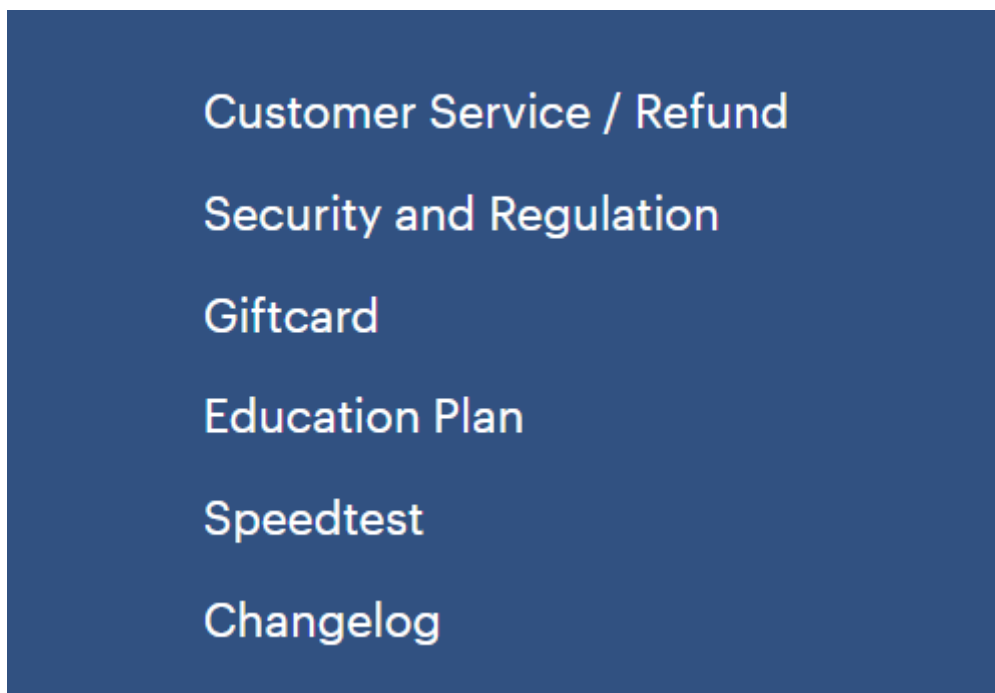 Customer Service / Refund
Security and Regulation
Giftcard
Education Plan
Speedtest
Changelog